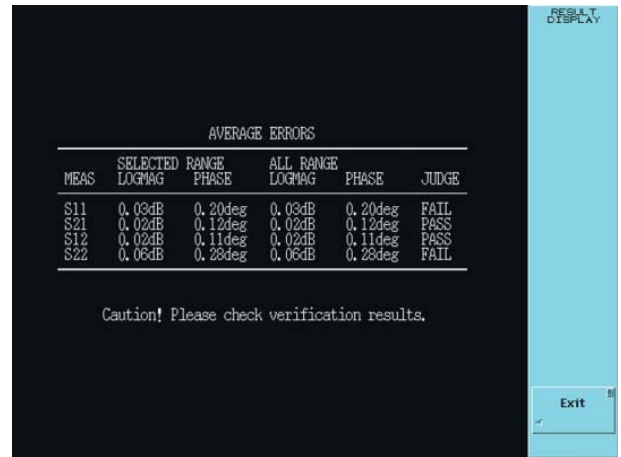 RESULT
DISPLAY
AVERAGE ERRORS
SELECTED RANGE ALL RANGE
MEAS LOGMAG PHASE LOGMAG PHASE JUDGE
S11 0.03dB 0.20deg 0.03dB 0.20deg FAIL
S21 0.02dB 0.12deg 0.02dB 0.12deg PASS
S12 0.02dB 0.11deg 0.02dB 0.11deg PASS
S22 0.06dB 0.28deg 0.06dB 0.28deg FAIL
Caution! Please check verification results.
Exit